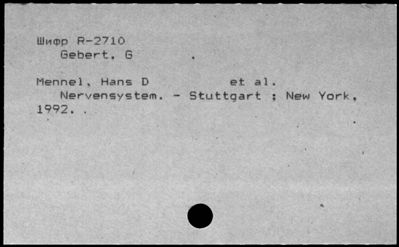 Шифр R-2710
Gebert, G
Mennel, Hans D et al.
Nervensystem. - Stuttgart ; New York,
1992. .